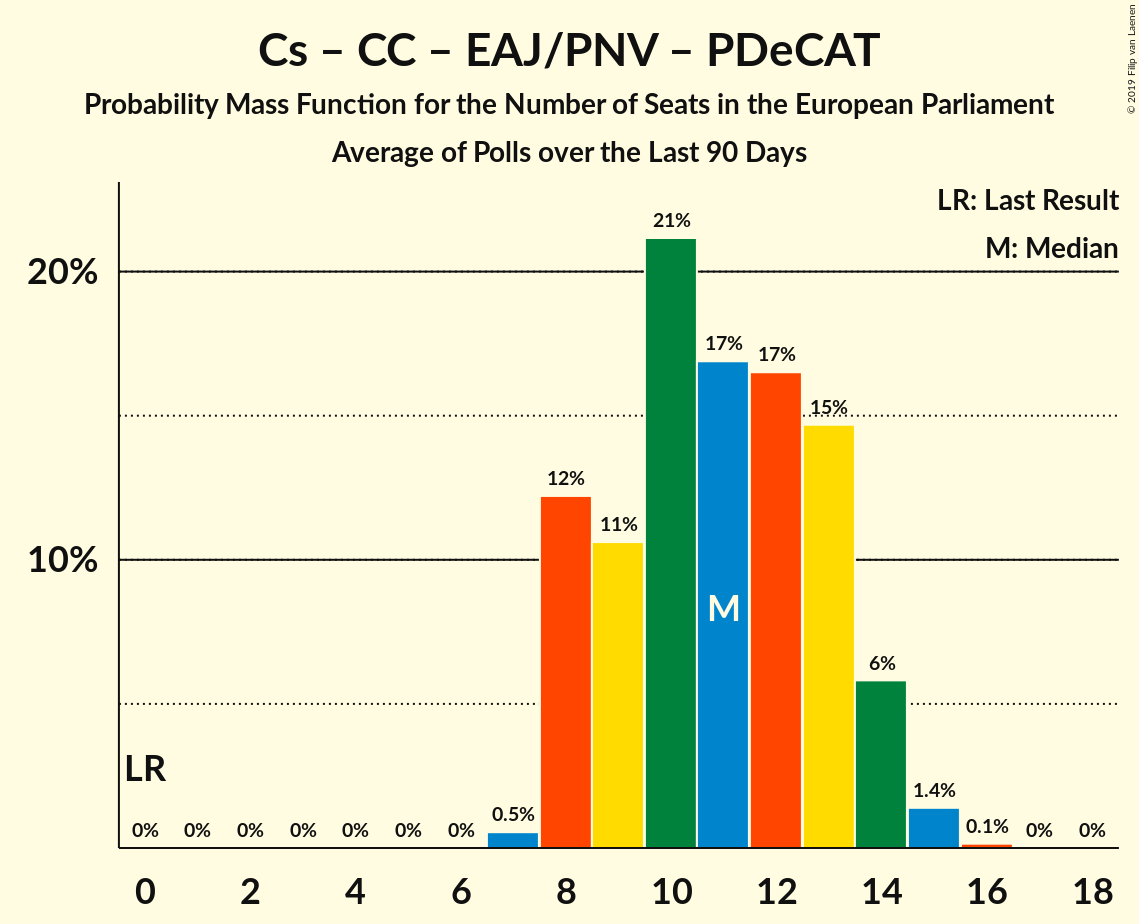 Cs – CC – EAJ/PNV – PDeCAT
Probability Mass Function for the Number of Seats in the European Parliament
Average of Polls over the Last 90 Days
© 2019 Filip van Laenen
LR: Last Result
M: Median
20%
10%
21%
17%
17%
15%
12%
11%
M
6%
LR
1.4%
0.5%
0.1%
0% 0% 0% 0% 0% 0% 0% 0% 0%
0 2 4 6 8 10 12 14 16 18